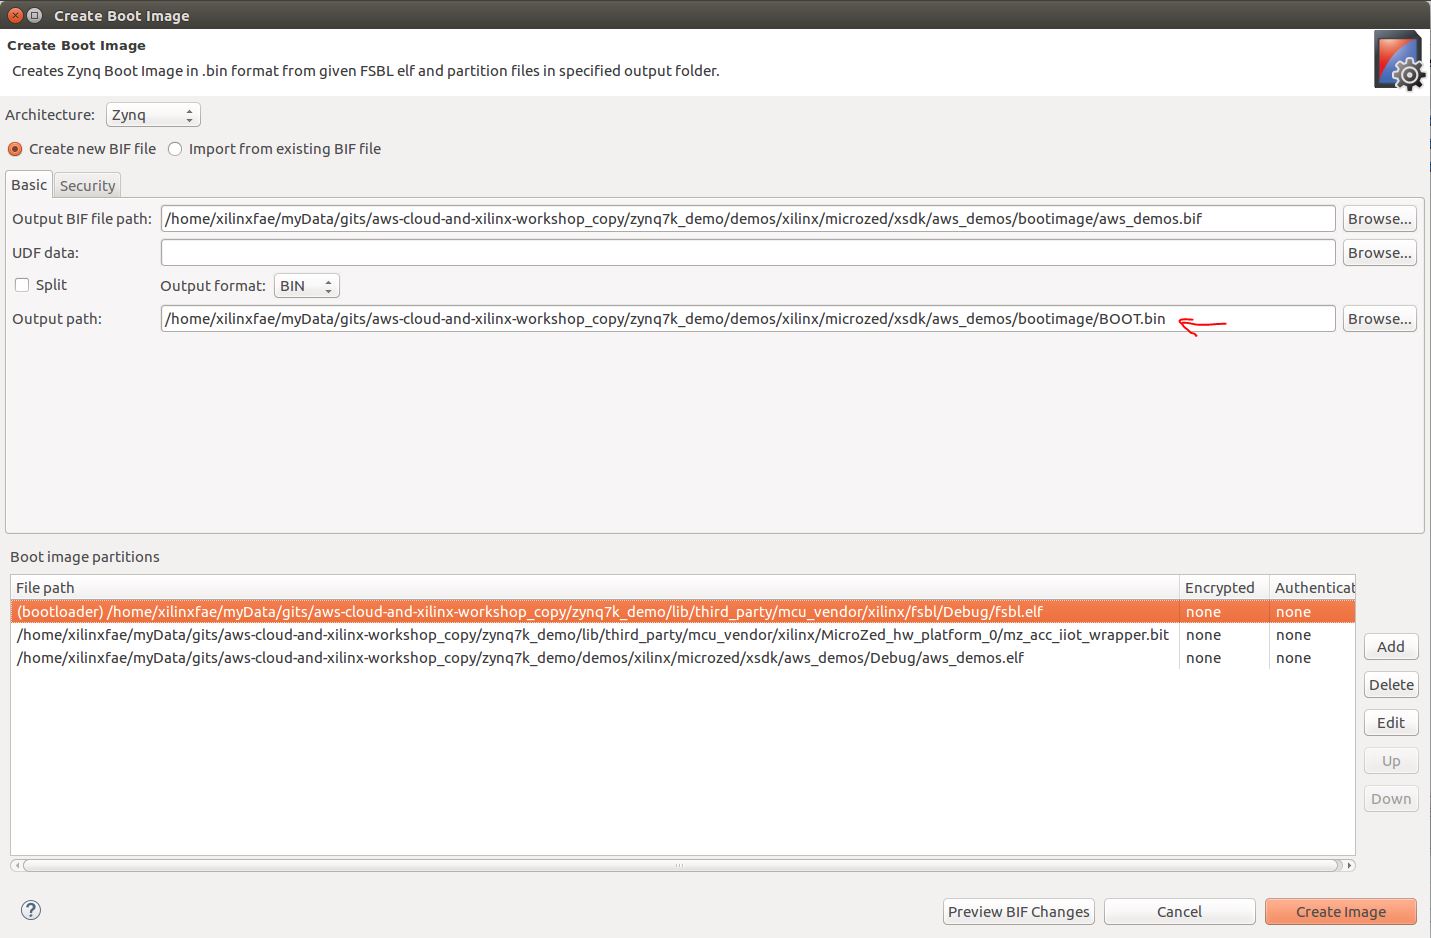 Create Boot Image
Create Boot Image
Creates Zynq Boot Image in .bin format from given FSBL elf and partition files in specified output folder.
Architecture: Zynq
Create new BIF file Import from existing BIF file
Basic Security
Output BIF file path: /home/xilinxfae/myData/gits/aws-cloud-and-xilinx-workshop_copy/zynq7k_demo/demos/xilinx/microzed/xsdk/aws_demos/bootimage/aws_demos.bif Browse...
UDF data: Browse...
Split Output format: BIN
Output path: /home/xilinxfae/myData/gits/aws-cloud-and-xilinx-workshop_copy/zynq7k_demo/demos/xilinx/microzed/xsdk/aws_demos/bootimage/BOOT.bin Browse...
Boot image partitions
File path Encrypted Authenticat
(bootloader) /home/xilinxfae/myData/gits/aws-cloud-and-xilinx-workshop_copy/zynq7k_demo/lib/third_party/mcu_vendor/xilinx/fsbl/Debug/fsbl.elf none none
/home/xilinxfae/myData/gits/aws-cloud-and-xilinx-workshop_copy/zynq7k_demo/lib/third_party/mcu_vendor/xilinx/MicroZed_hw_platform_0/mz_acc_iiot_wrapper.bit none none
/home/xilinxfae/myData/gits/aws-cloud-and-xilinx-workshop_copy/zynq7k_demo/demos/xilinx/microzed/xsdk/aws_demos/Debug/aws_demos.elf none none
Add
Delete
Edit
Up
Down
? Preview BIF Changes Cancel Create Image